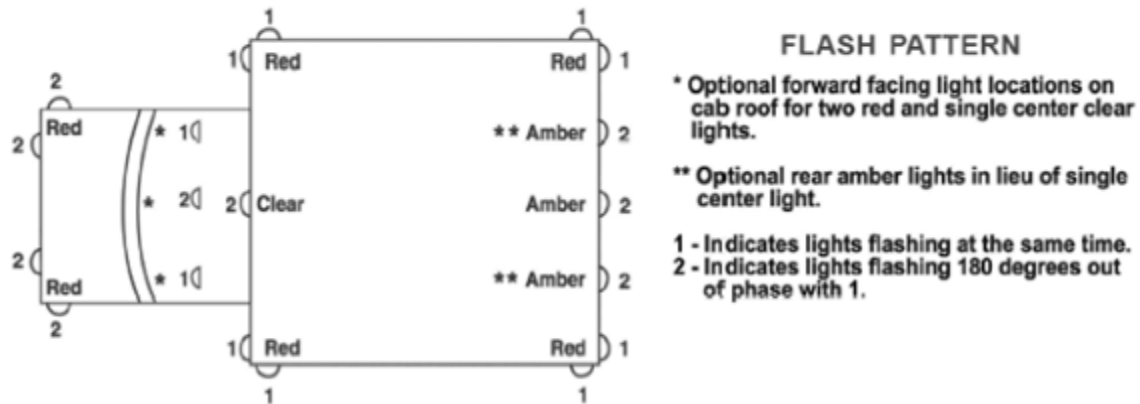 1 1
1 Red Red 1
2
Red * 1 ** Amber 2
2
* 2 2 Clear Amber 2
2
* 1 ** Amber 2
Red
2
1 Red Red 1
1 1
FLASH PATTERN
* Optional forward facing light locations on
cab roof for two red and single center clear
lights.
** Optional rear amber lights in lieu of single
center light.
1 - Indicates lights flashing at the same time.
2 - Indicates lights flashing 180 degrees out
of phase with 1.